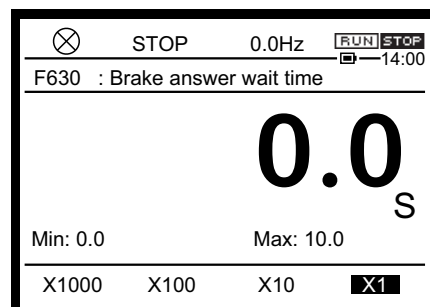 STOP 0.0Hz RUN STOP
14:00
F630 : Brake answer wait time
0.0
S
Min: 0.0 Max: 10.0
X1000 X100 X10 X1